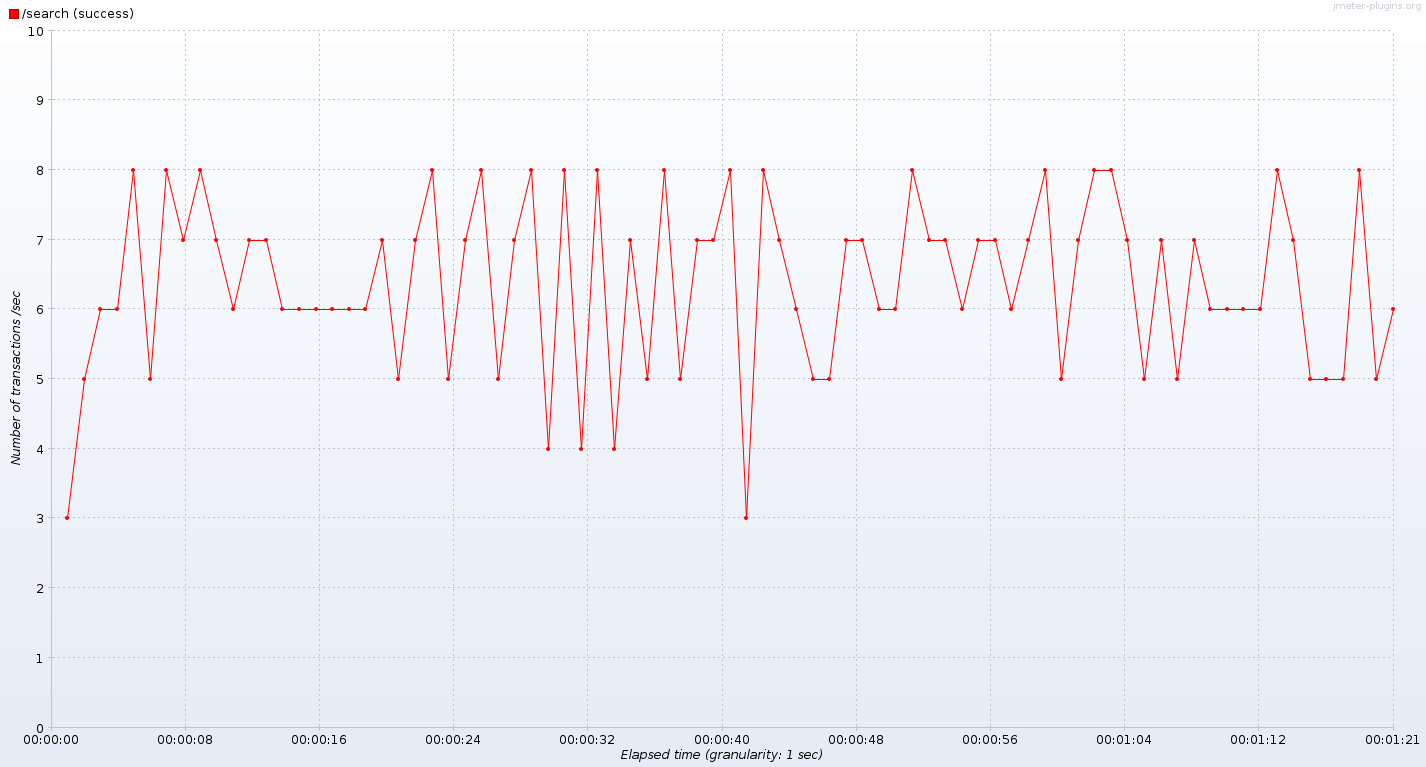 /search (success)
jmeter-plugins.org
10
9
8
7
6
5
4
3
2
1
0
Number of transactions /sec
00:00:00 00:00:08 00:00:16 00:00:24 00:00:32 00:00:40 00:00:48 00:00:56 00:01:04 00:01:12 00:01:21
Elapsed time (granularity: 1 sec)